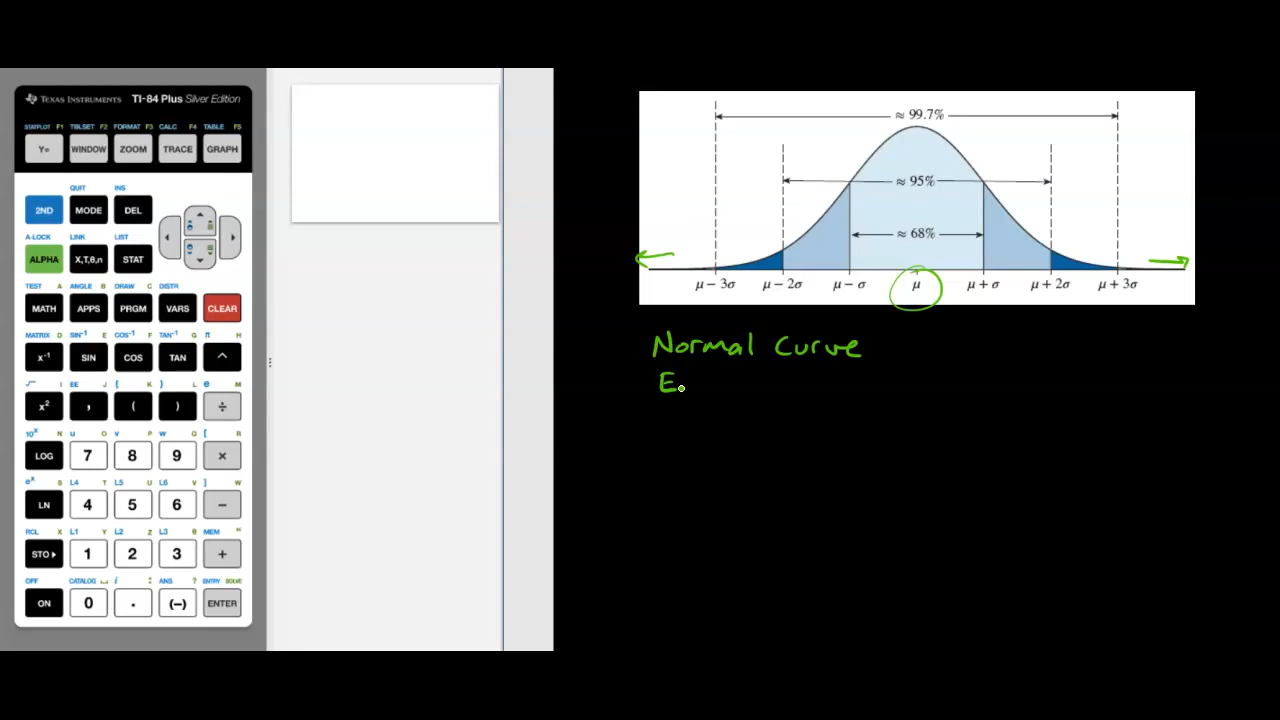 TEXAS INSTRUMENTS TI-84 Plus Silver Edition
STATPLOT F1 TBLSET F2 FORMAT F3 CALC F4 TABLE F5
Y= WINDOW ZOOM TRACE GRAPH
QUIT INS
2ND MODE DEL
A-LOCK LINK LIST
ALPHA X,T,θ,n STAT
TEST A ANGLE B DRAW C DISTR
MATH APPS PRGM VARS CLEAR
MATRIX D SIN⁻¹ E COS⁻¹ F TAN⁻¹ G π H
x⁻¹ SIN COS TAN ^
√ I EE J { K } L e M
x² , ( ) ÷
10ˣ N u O v P w Q [ R
LOG 7 8 9 ×
eˣ S L4 T L5 U L6 V ] W
LN 4 5 6 −
RCL X L1 Y L2 Z L3 θ MEM "
STO▸ 1 2 3 +
OFF CATALOG ⎵ i : ANS ? ENTRY SOLVE
ON 0 . (–) ENTER
≈ 99.7%
≈ 95%
≈ 68%
μ − 3σ μ − 2σ μ − σ μ μ + σ μ + 2σ μ + 3σ
Normal Curve
E